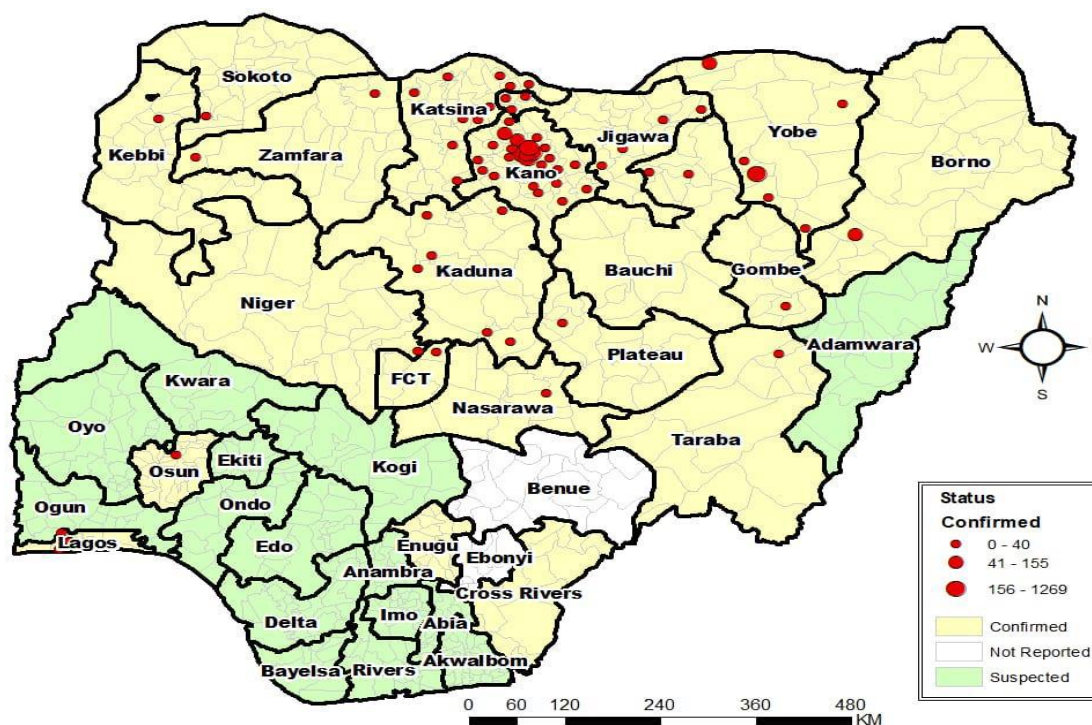 Sokoto
Katsina
Jigawa
Yobe
Borno
Kebbi
Zamfara
Kano
Kaduna
Bauchi
Gombe
Niger
Adamwara
Plateau
FCT
Kwara
Nasarawa
Taraba
Oyo
Kogi
Osun
Ekiti
Benue
Ogun
Ondo
Lagos
Edo
Enugu
Ebonyi
Anambra
Cross Rivers
Delta
Imo
Abia
Bayelsa
Rivers
Akwalbom
N
W
E
S
Status
Confirmed
0 - 40
41 - 155
156 - 1269
Confirmed
Not Reported
Suspected
0 60 120 240 360 480
KM